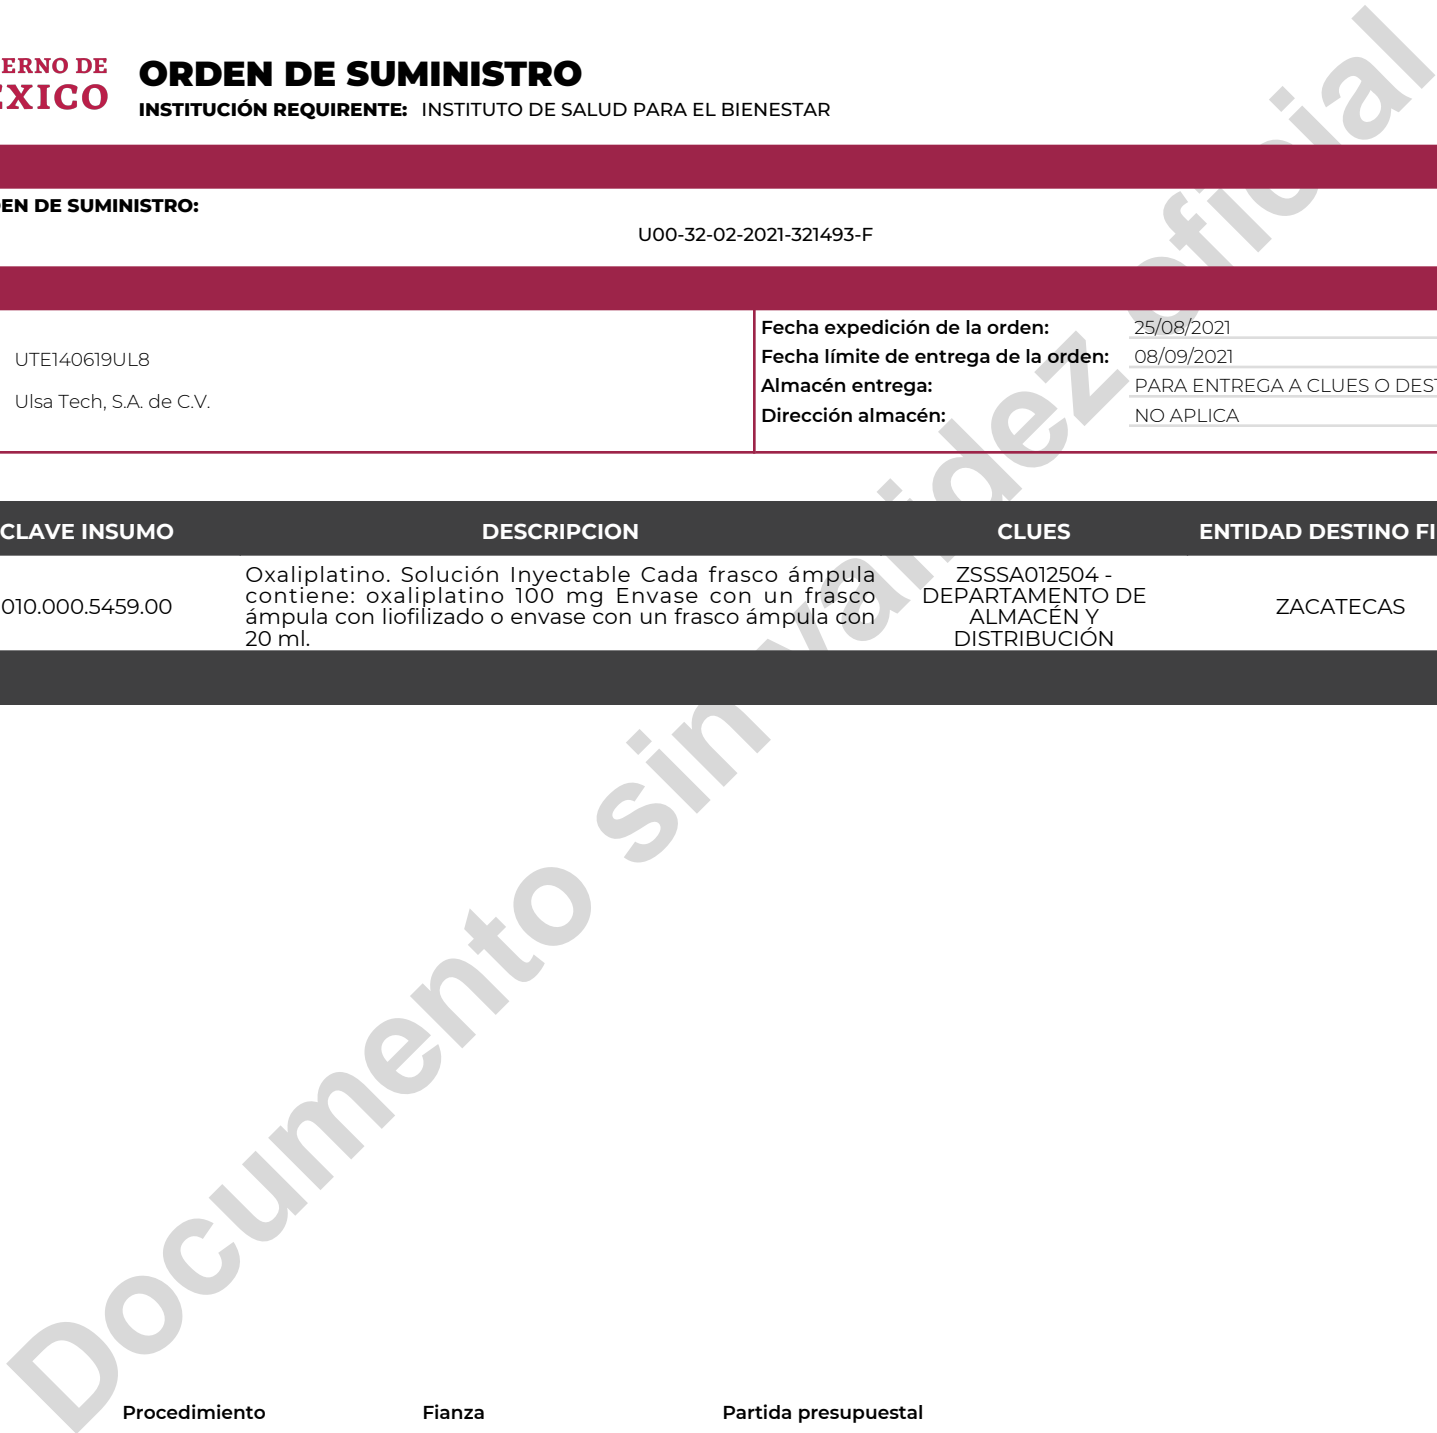 ERNO DE
ÉXICO
ORDEN DE SUMINISTRO
INSTITUCIÓN REQUIRENTE: INSTITUTO DE SALUD PARA EL BIENESTAR
EN DE SUMINISTRO:
U00-32-02-2021-321493-F
UTE140619UL8
Ulsa Tech, S.A. de C.V.
Fecha expedición de la orden: 25/08/2021
Fecha límite de entrega de la orden: 08/09/2021
Almacén entrega: PARA ENTREGA A CLUES O DEST
Dirección almacén: NO APLICA
CLAVE INSUMO DESCRIPCION CLUES ENTIDAD DESTINO FI
010.000.5459.00
Oxaliplatino. Solución Inyectable Cada frasco ámpula
contiene: oxaliplatino 100 mg Envase con un frasco
ámpula con liofilizado o envase con un frasco ámpula con
20 ml.
ZSSSA012504 -
DEPARTAMENTO DE
ALMACÉN Y
DISTRIBUCIÓN
ZACATECAS
Documento sin validez oficial
Procedimiento Fianza Partida presupuestal